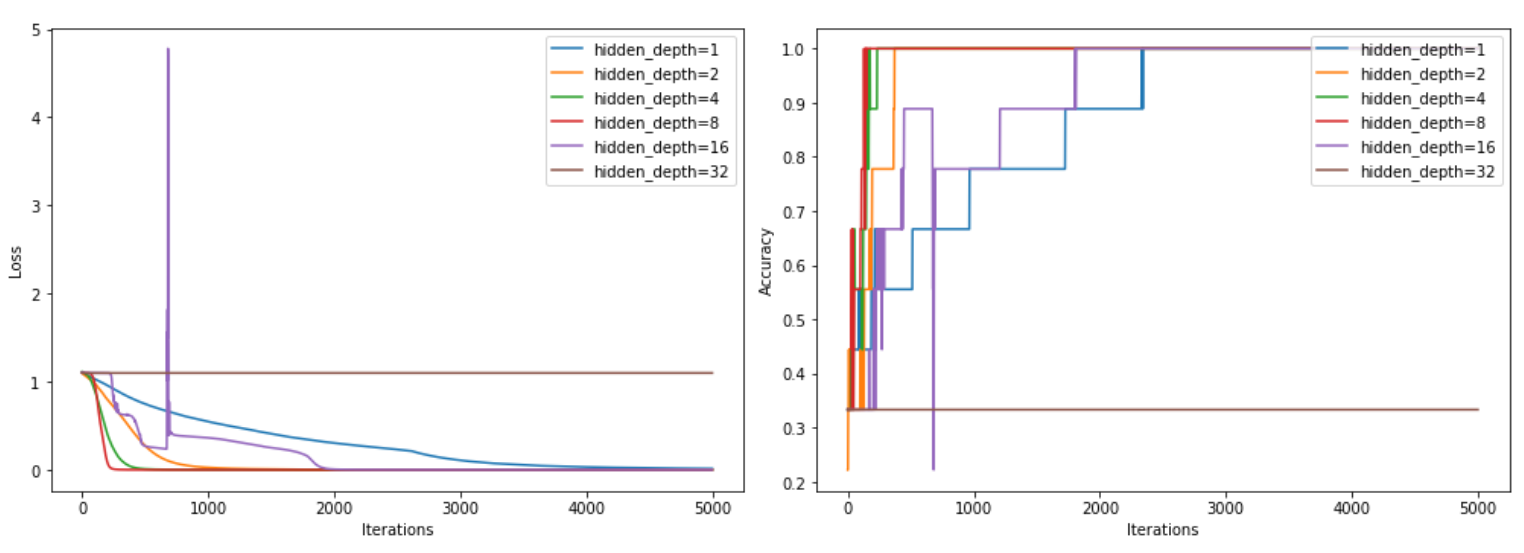 5
4
3
2
1
0
Loss
0
1000
2000
3000
4000
5000
Iterations
hidden_depth=1
hidden_depth=2
hidden_depth=4
hidden_depth=8
hidden_depth=16
hidden_depth=32
1.0
0.9
0.8
0.7
0.6
0.5
0.4
0.3
0.2
Accuracy
0
1000
2000
3000
4000
5000
Iterations
hidden_depth=1
hidden_depth=2
hidden_depth=4
hidden_depth=8
hidden_depth=16
hidden_depth=32